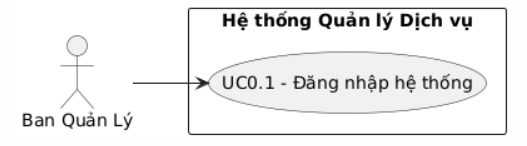 Hệ thống Quản lý Dịch vụ
UC0.1 - Đăng nhập hệ thống
Ban Quản Lý